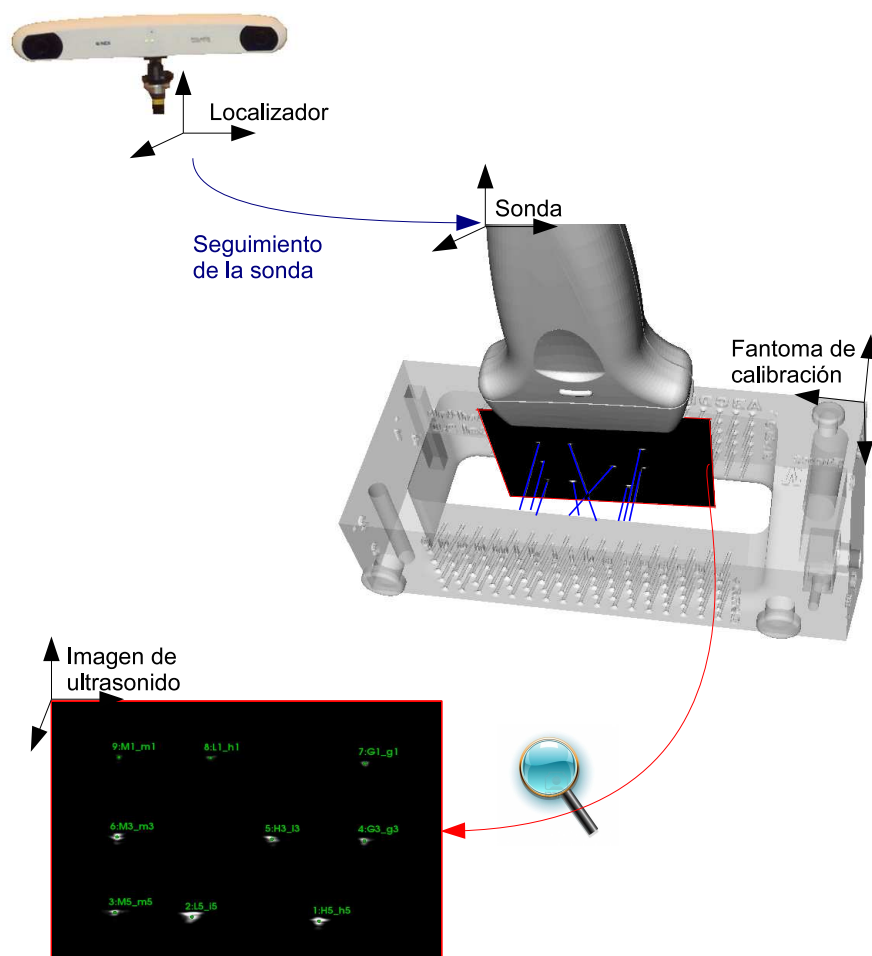 Localizador
Sonda
Seguimiento
de la sonda
Fantoma de
calibración
Imagen de
ultrasonido
9:M1_m1
8:L1_h1
7:G1_g1
6:M3_m3
5:H3_l3
4:G3_g3
3:M5_m5
2:L5_l5
1:H5_h5